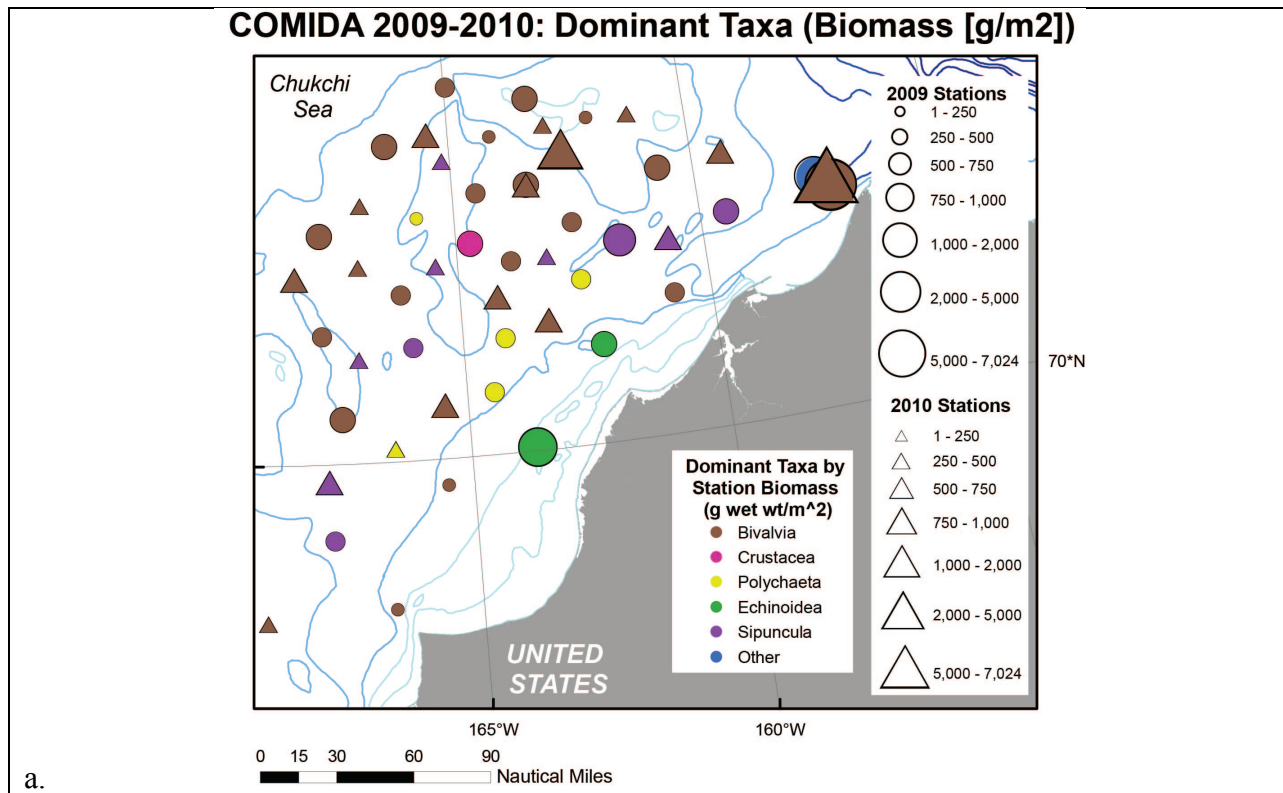 COMIDA 2009-2010: Dominant Taxa (Biomass [g/m2])
Chukchi
Sea
2009 Stations
1 - 250
250 - 500
500 - 750
750 - 1,000
1,000 - 2,000
2,000 - 5,000
5,000 - 7,024
70*N
2010 Stations
1 - 250
250 - 500
500 - 750
750 - 1,000
1,000 - 2,000
2,000 - 5,000
5,000 - 7,024
Dominant Taxa by
Station Biomass
(g wet wt/m^2)
Bivalvia
Crustacea
Polychaeta
Echinoidea
Sipuncula
Other
UNITED
STATES
165°W
160°W
0 15 30 60 90
Nautical Miles
a.